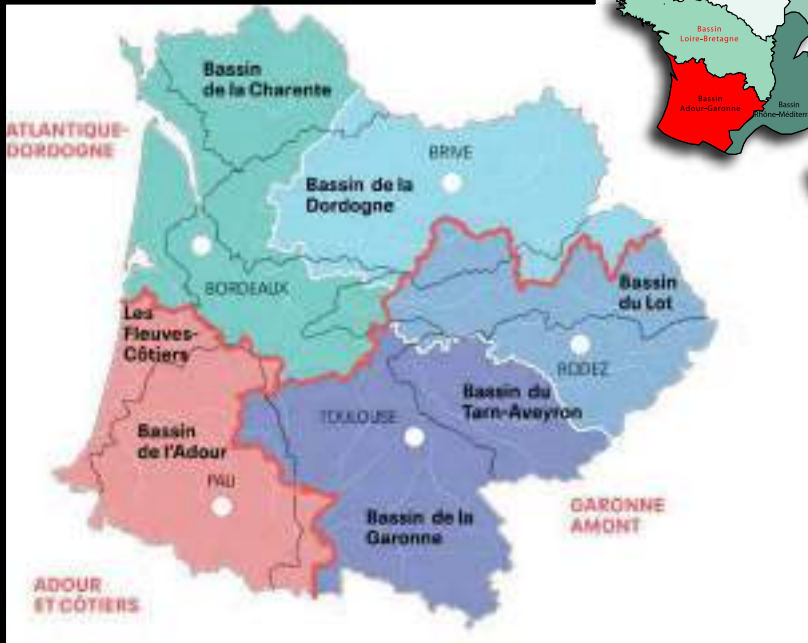 Bassin
Loire-Bretagne
Bassin
Adour-Garonne
Bassin
Rhône-Méditerr
Bassin
de la Charente
ATLANTIQUE-
DORDOGNE
BRIVE
Bassin de la
Dordogne
BORDEAUX
Bassin
du Lot
Les
Fleuves-
Côtiers
RODEZ
Bassin du
Tarn-Aveyron
TOULOUSE
Bassin
de l'Adour
PAU
Bassin de la
Garonne
GARONNE
AMONT
ADOUR
ET CÔTIERS